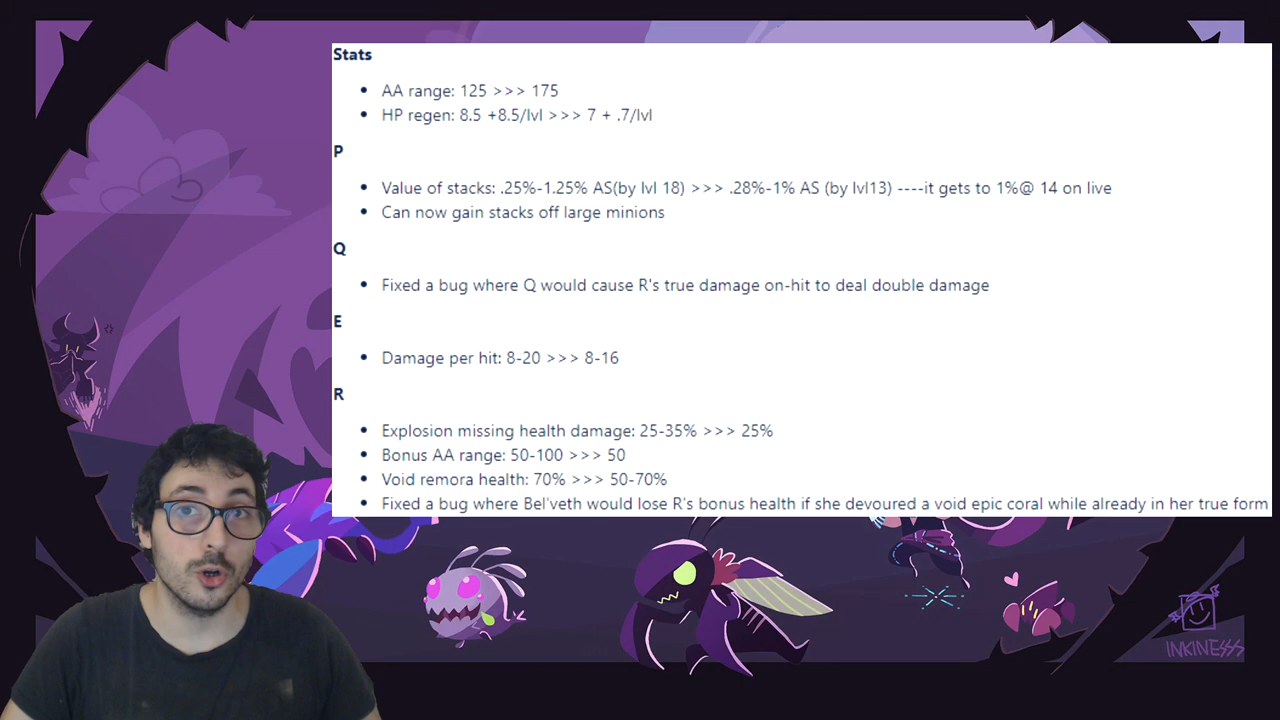 Stats
• AA range: 125 >>> 175
• HP regen: 8.5 +8.5/lvl >>> 7 + .7/lvl
P
• Value of stacks: .25%-1.25% AS(by lvl 18) >>> .28%-1% AS (by lvl13) ----it gets to 1%@ 14 on live
• Can now gain stacks off large minions
Q
• Fixed a bug where Q would cause R's true damage on-hit to deal double damage
E
• Damage per hit: 8-20 >>> 8-16
R
• Explosion missing health damage: 25-35% >>> 25%
• Bonus AA range: 50-100 >>> 50
• Void remora health: 70% >>> 50-70%
• Fixed a bug where Bel'veth would lose R's bonus health if she devoured a void epic coral while already in her true form
INKINESSS